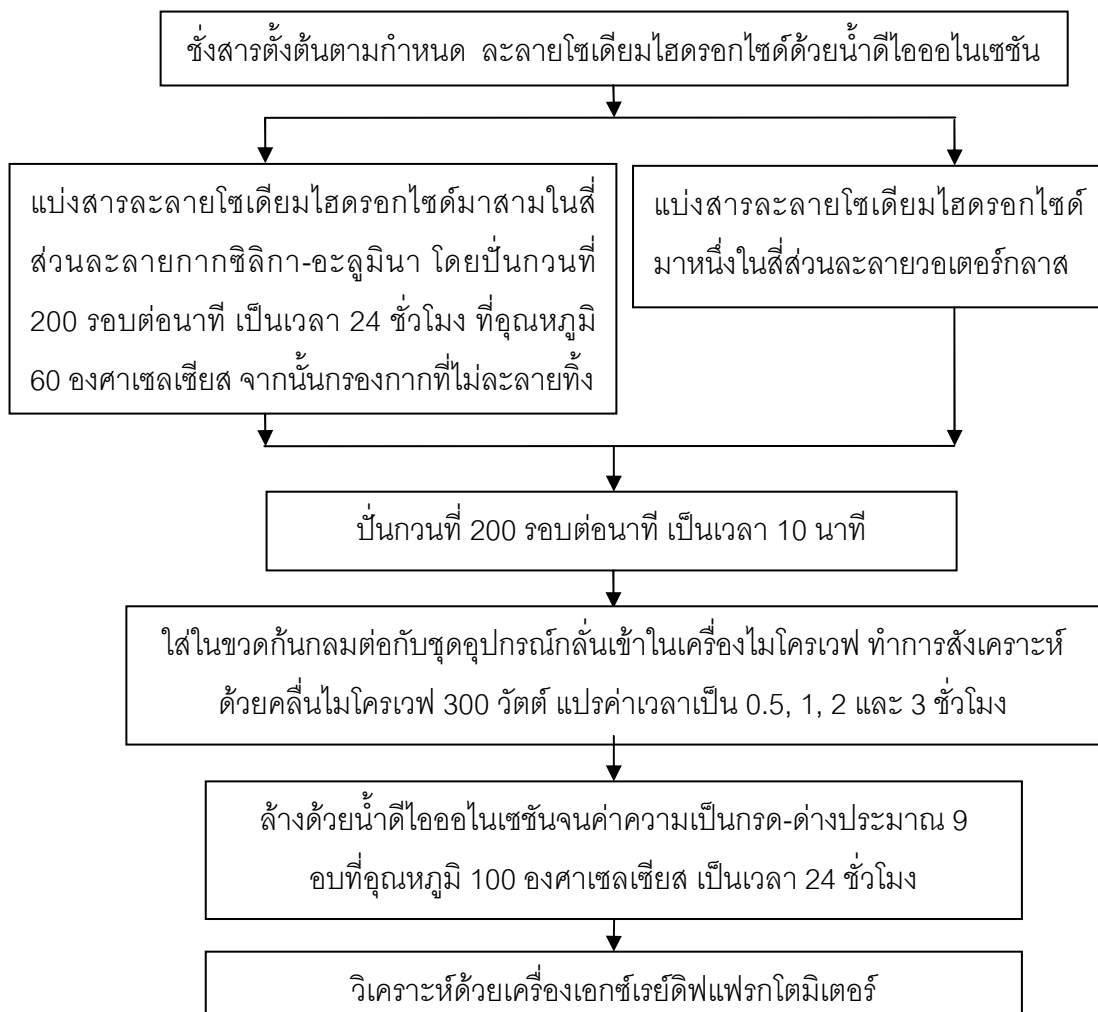 ชั่งสารตั้งต้นตามกำหนด ละลายโซเดียมไฮดรอกไซด์ด้วยน้ำดีไอออไนเซชัน
แบ่งสารละลายโซเดียมไฮดรอกไซด์มาสามในสี่
ส่วนละลายกากซิลิกา-อะลูมินา โดยปั่นกวนที่
200 รอบต่อนาที เป็นเวลา 24 ชั่วโมง ที่อุณหภูมิ
60 องศาเซลเซียส จากนั้นกรองกากที่ไม่ละลายทิ้ง
แบ่งสารละลายโซเดียมไฮดรอกไซด์
มาหนึ่งในสี่ส่วนละลายวอเตอร์กลาส
ปั่นกวนที่ 200 รอบต่อนาที เป็นเวลา 10 นาที
ใส่ในขวดก้นกลมต่อกับชุดอุปกรณ์กลั่นเข้าในเครื่องไมโครเวฟ ทำการสังเคราะห์
ด้วยคลื่นไมโครเวฟ 300 วัตต์ แปรค่าเวลาเป็น 0.5, 1, 2 และ 3 ชั่วโมง
ล้างด้วยน้ำดีไอออไนเซชันจนค่าความเป็นกรด-ด่างประมาณ 9
อบที่อุณหภูมิ 100 องศาเซลเซียส เป็นเวลา 24 ชั่วโมง
วิเคราะห์ด้วยเครื่องเอกซ์เรย์ดิฟแฟรกโตมิเตอร์